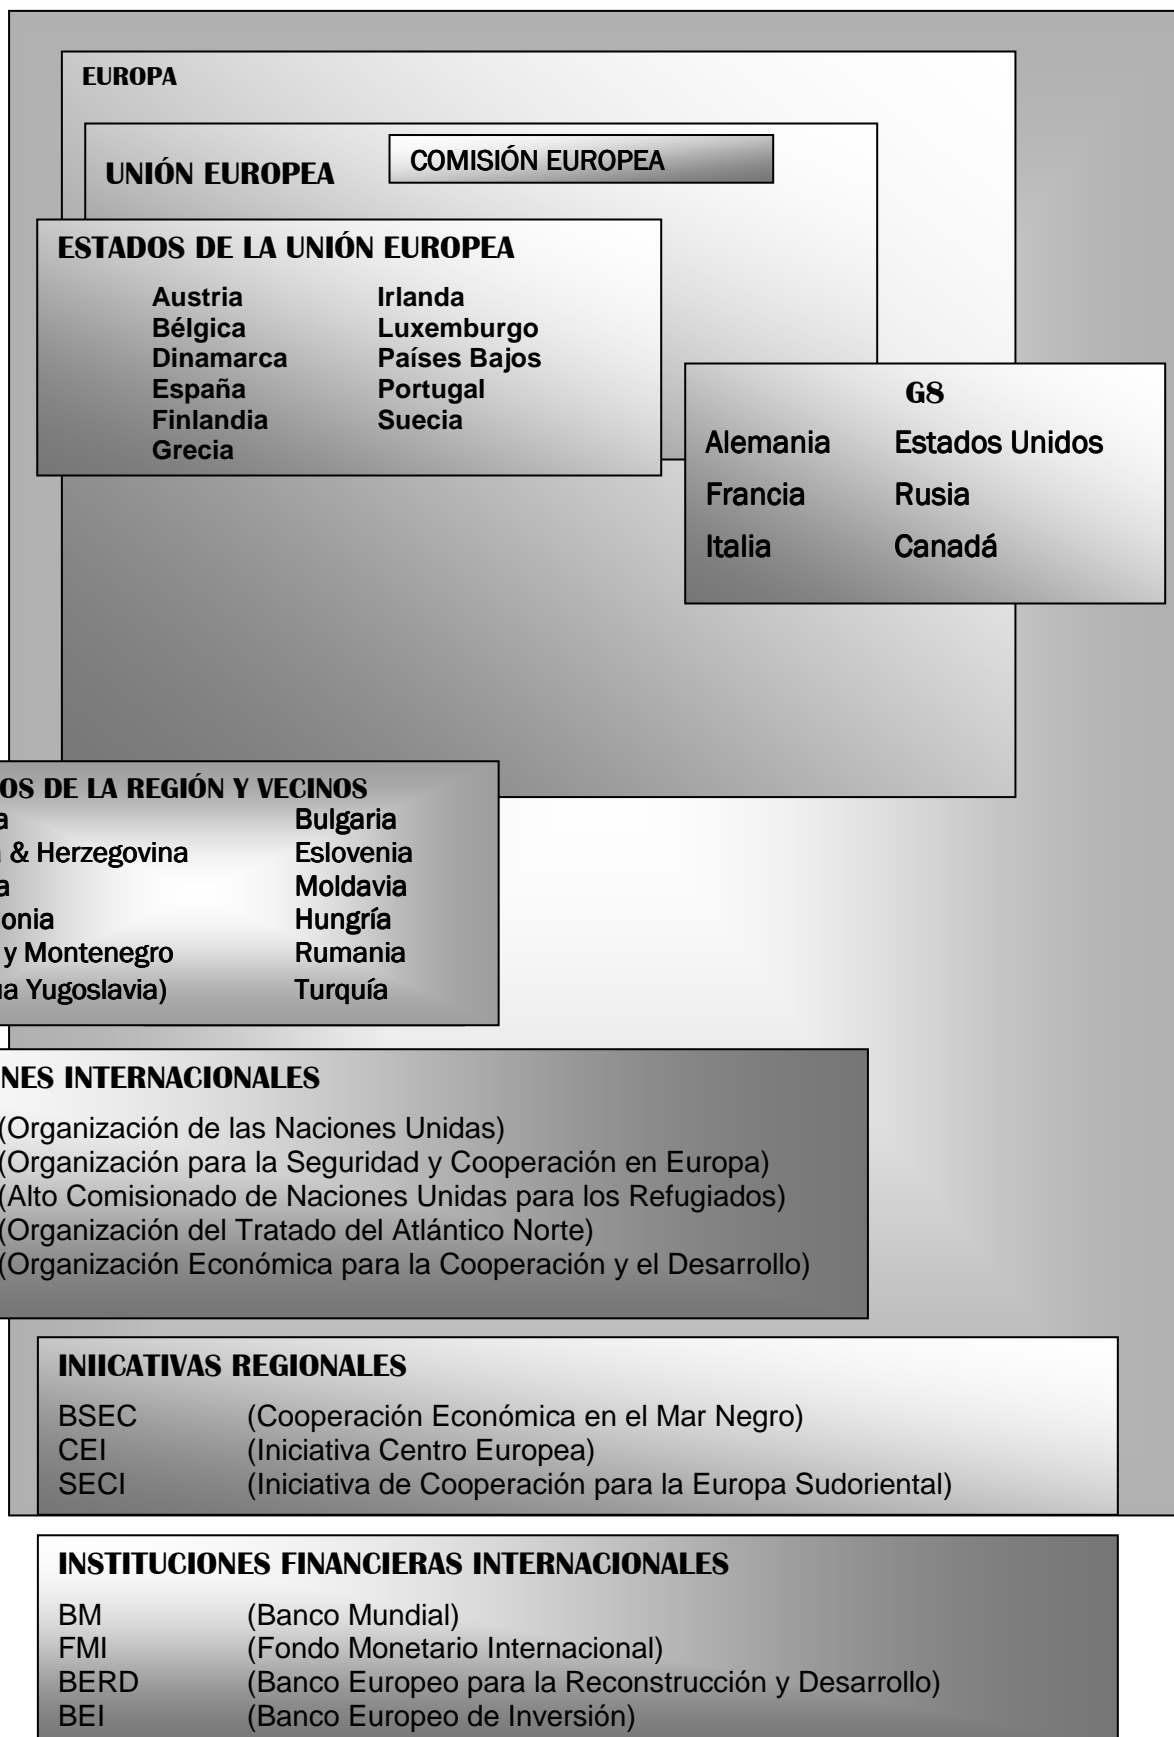 EUROPA
UNIÓN EUROPEA
COMISIÓN EUROPEA
ESTADOS DE LA UNIÓN EUROPEA
Austria Irlanda
Bélgica Luxemburgo
Dinamarca Países Bajos
España Portugal
Finlandia Suecia
Grecia
G8
Alemania Estados Unidos
Francia Rusia
Italia Canadá
DE LA REGIÓN Y VECINOS
Bulgaria
& Herzegovina Eslovenia
Moldavia
Hungría
y Montenegro Rumania
Yugoslavia) Turquía
INTERNACIONALES
(Organización de las Naciones Unidas)
(Organización para la Seguridad y Cooperación en Europa)
(Alto Comisionado de Naciones Unidas para los Refugiados)
(Organización del Tratado del Atlántico Norte)
(Organización Económica para la Cooperación y el Desarrollo)
INIICATIVAS REGIONALES
BSEC (Cooperación Económica en el Mar Negro)
CEI (Iniciativa Centro Europea)
SECI (Iniciativa de Cooperación para la Europa Sudoriental)
INSTITUCIONES FINANCIERAS INTERNACIONALES
BM (Banco Mundial)
FMI (Fondo Monetario Internacional)
BERD (Banco Europeo para la Reconstrucción y Desarrollo)
BEI (Banco Europeo de Inversión)